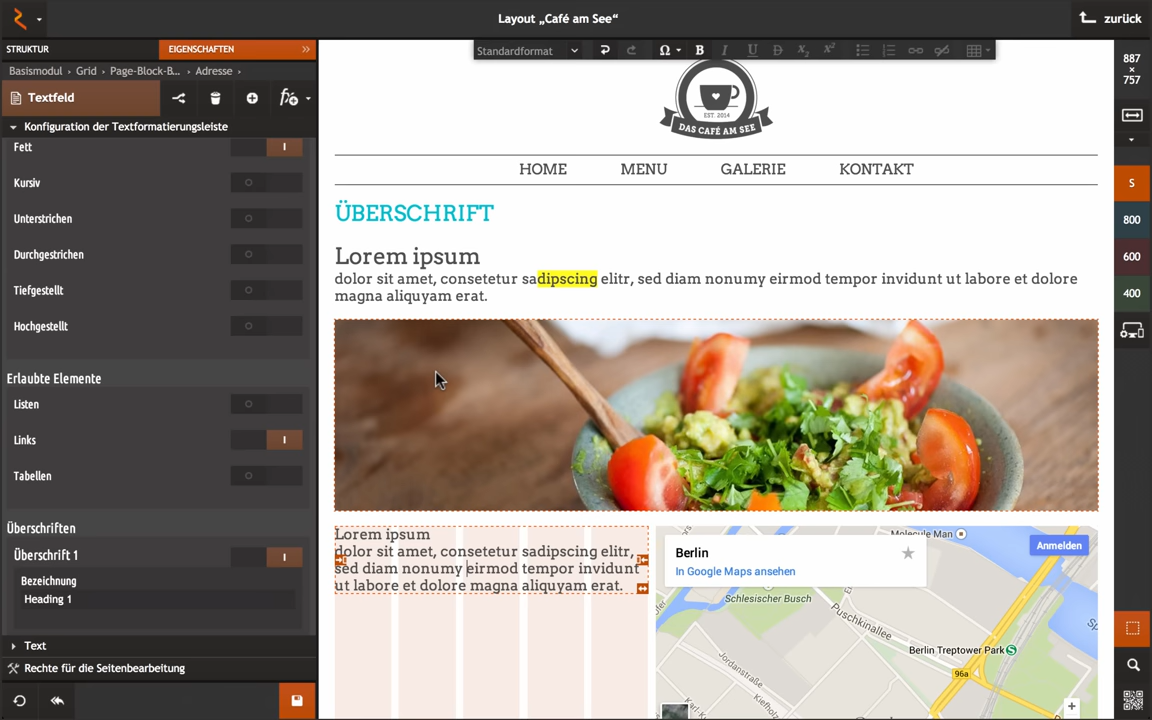 Layout „Café am See“
zurück
STRUKTUR
EIGENSCHAFTEN
Basismodul › Grid › Page-Block-B... › Adresse ›
Textfeld
Konfiguration der Textformatierungsleiste
Fett
Kursiv
Unterstrichen
Durchgestrichen
Tiefgestellt
Hochgestellt
Erlaubte Elemente
Listen
Links
Tabellen
Überschriften
Überschrift 1
Bezeichnung
Heading 1
Text
Rechte für die Seitenbearbeitung
Standardformat
Ω B I U D x₂ x²
EST. 2014
DAS CAFÉ AM SEE
HOME MENU GALERIE KONTAKT
ÜBERSCHRIFT
Lorem ipsum
dolor sit amet, consetetur sadipscing elitr, sed diam nonumy eirmod tempor invidunt ut labore et dolore
magna aliquyam erat.
Lorem ipsum
dolor sit amet, consetetur sadipscing elitr,
sed diam nonumy eirmod tempor invidunt
ut labore et dolore magna aliquyam erat.
Molecule Man
Berlin
In Google Maps ansehen
Anmelden
Schlesischer Busch
Puschkinallee
Berlin Treptower Park
S
96a
Jordanstraße
887
×
757
S
800
600
400